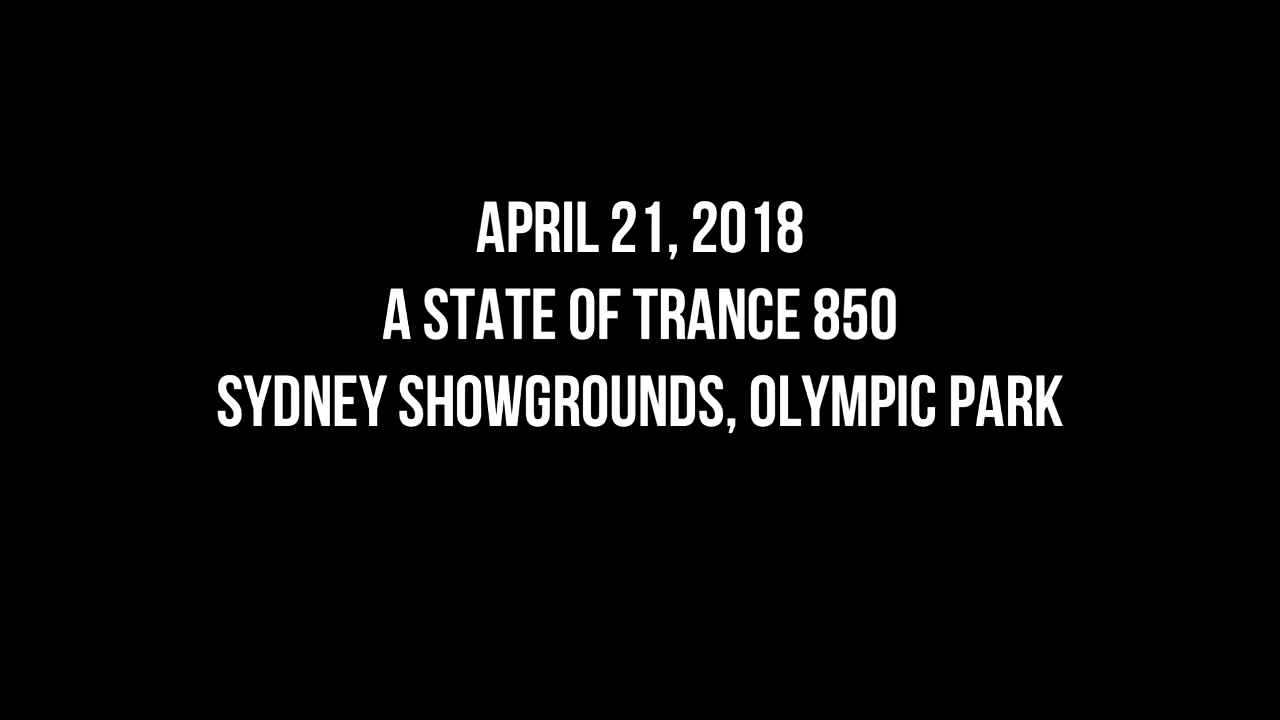 APRIL 21, 2018
A STATE OF TRANCE 850
SYDNEY SHOWGROUNDS, OLYMPIC PARK